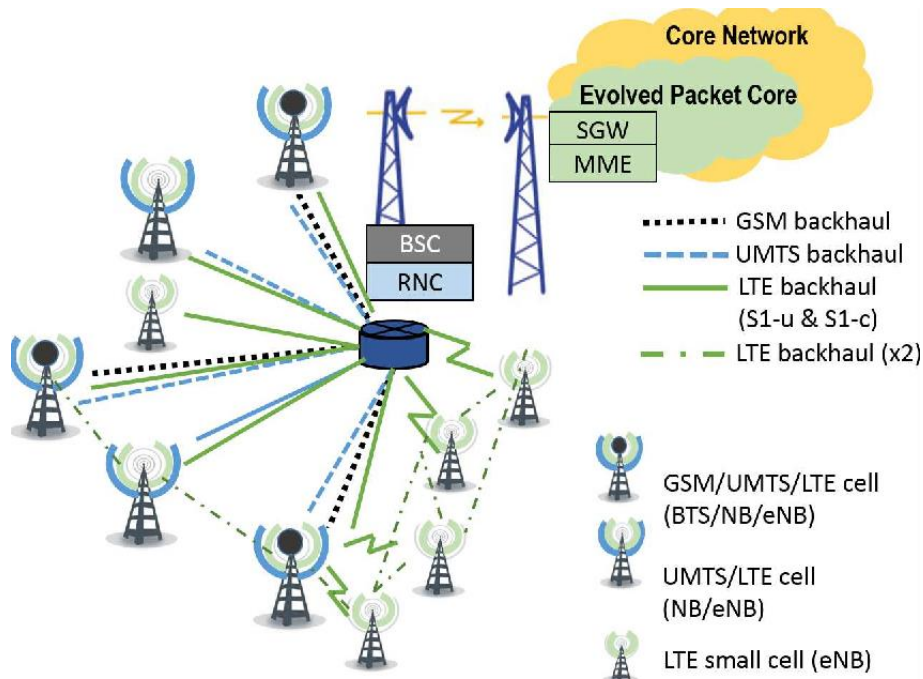 Core Network
Evolved Packet Core
SGW
MME
BSC
RNC
GSM backhaul
UMTS backhaul
LTE backhaul
(S1-u & S1-c)
LTE backhaul (x2)
GSM/UMTS/LTE cell
(BTS/NB/eNB)
UMTS/LTE cell
(NB/eNB)
LTE small cell (eNB)